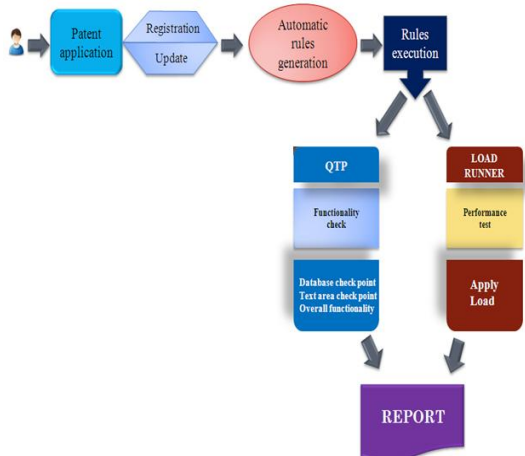 Patent
application
Registration
Update
Automatic
rules
generation
Rules
execution
QTP
Functionality
check
Database check point
Text area check point
Overall functionality
LOAD
RUNNER
Performance
test
Apply
Load
REPORT